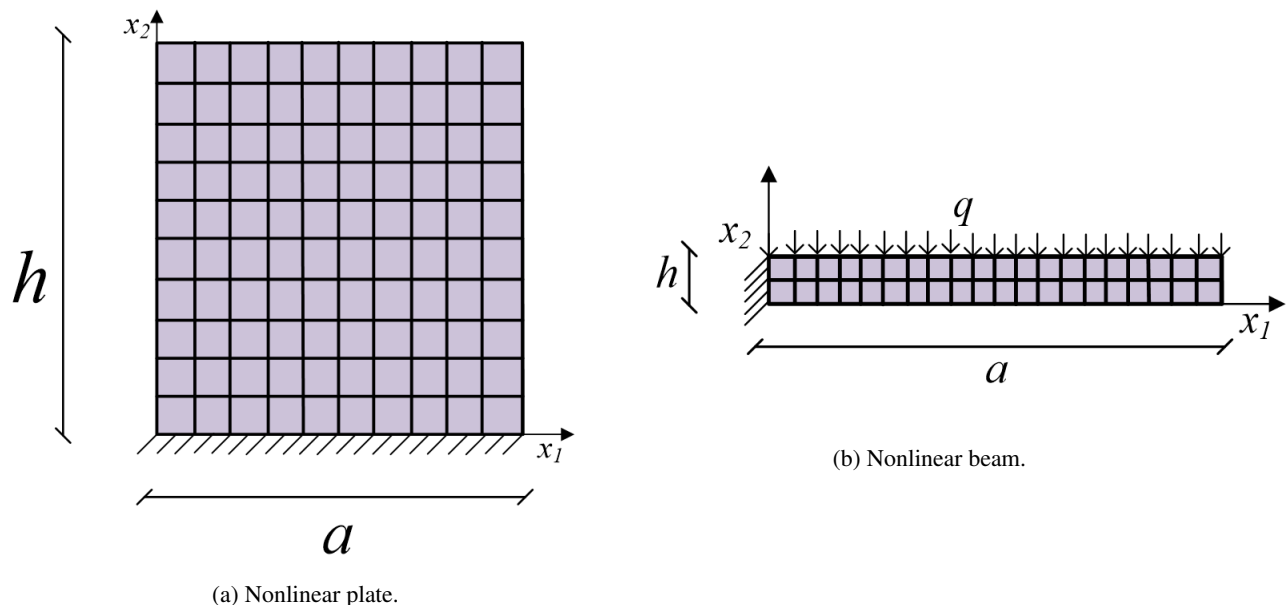 x₂
h
x₁
a
(a) Nonlinear plate.
q
x₂
h
x₁
a
(b) Nonlinear beam.